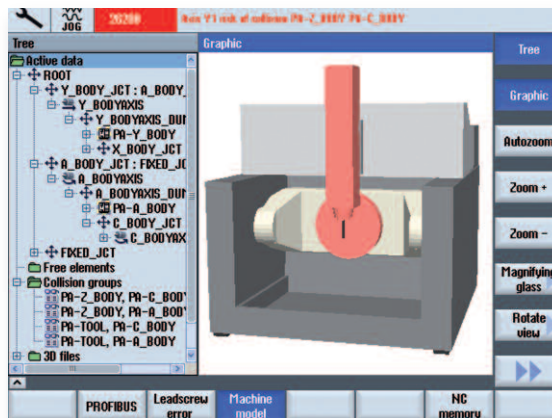 JOG
26280
Axis Y1 risk of collision PA-Z_BODY PA-C_BODY
Tree
Graphic
Tree
Active data
ROOT
Y_BODY_JCT : A_BODY_
Y_BODYAXIS
Y_BODYAXIS_DUM
PA-Y_BODY
X_BODY_JCT
A_BODY_JCT : FIXED_JC
A_BODYAXIS
A_BODYAXIS_DUM
PA-A_BODY
C_BODY_JCT
C_BODYAX
FIXED_JCT
Free elements
Collision groups
PA-Z_BODY, PA-C_BODY
PA-Z_BODY, PA-A_BODY
PA-TOOL, PA-C_BODY
PA-TOOL, PA-A_BODY
3D files
Graphic
Autozoom
Zoom +
Zoom -
Magnifying
glass
Rotate
view
PROFIBUS
Leadscrew
error
Machine
model
NC
memory